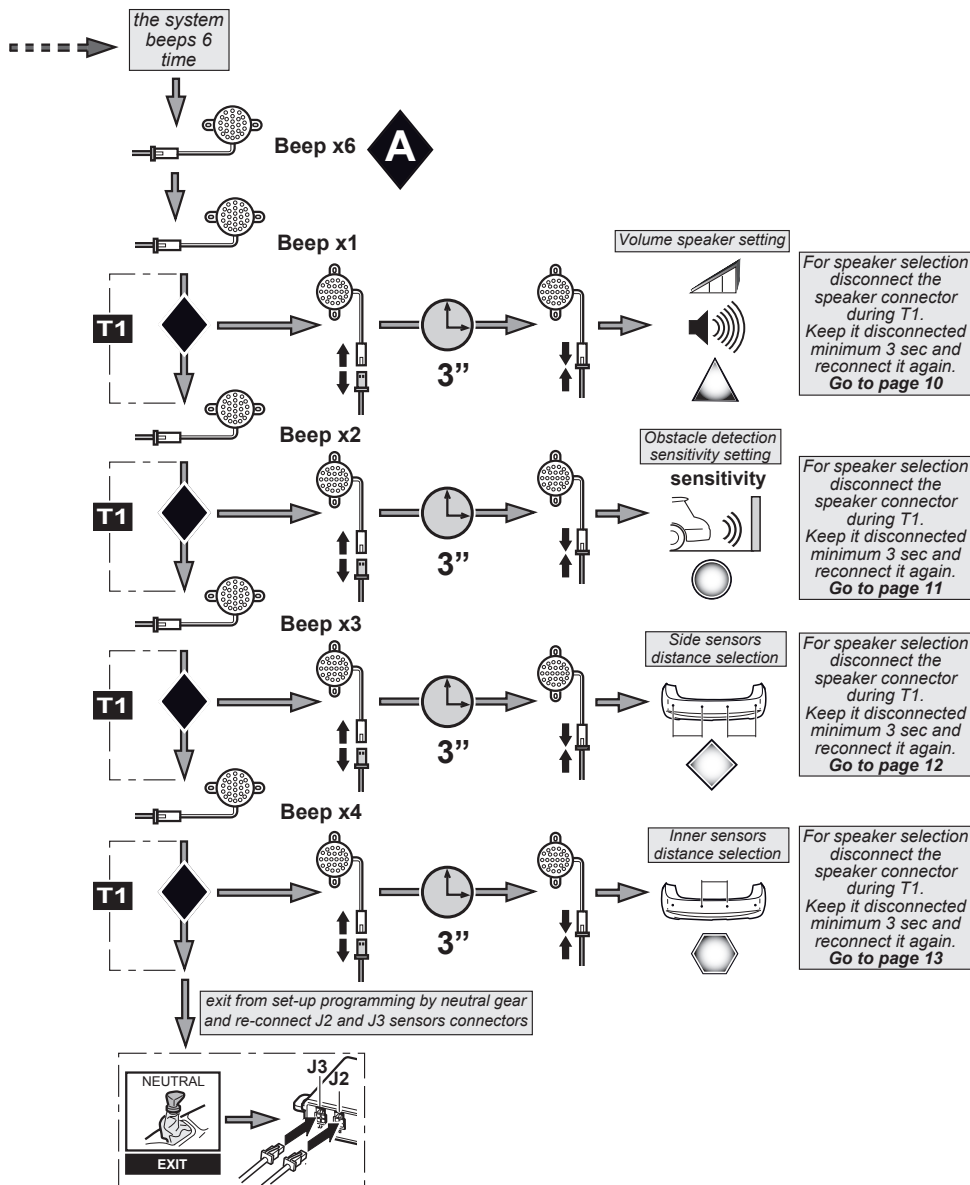 the system
beeps 6
time
Beep x6
A
Beep x1
Volume speaker setting
T1
3”
For speaker selection
disconnect the
speaker connector
during T1.
Keep it disconnected
minimum 3 sec and
reconnect it again.
Go to page 10
Beep x2
Obstacle detection
sensitivity setting
sensitivity
T1
3”
For speaker selection
disconnect the
speaker connector
during T1.
Keep it disconnected
minimum 3 sec and
reconnect it again.
Go to page 11
Beep x3
Side sensors
distance selection
T1
3”
For speaker selection
disconnect the
speaker connector
during T1.
Keep it disconnected
minimum 3 sec and
reconnect it again.
Go to page 12
Beep x4
Inner sensors
distance selection
T1
3”
For speaker selection
disconnect the
speaker connector
during T1.
Keep it disconnected
minimum 3 sec and
reconnect it again.
Go to page 13
exit from set-up programming by neutral gear
and re-connect J2 and J3 sensors connectors
NEUTRAL
EXIT
J3
J2